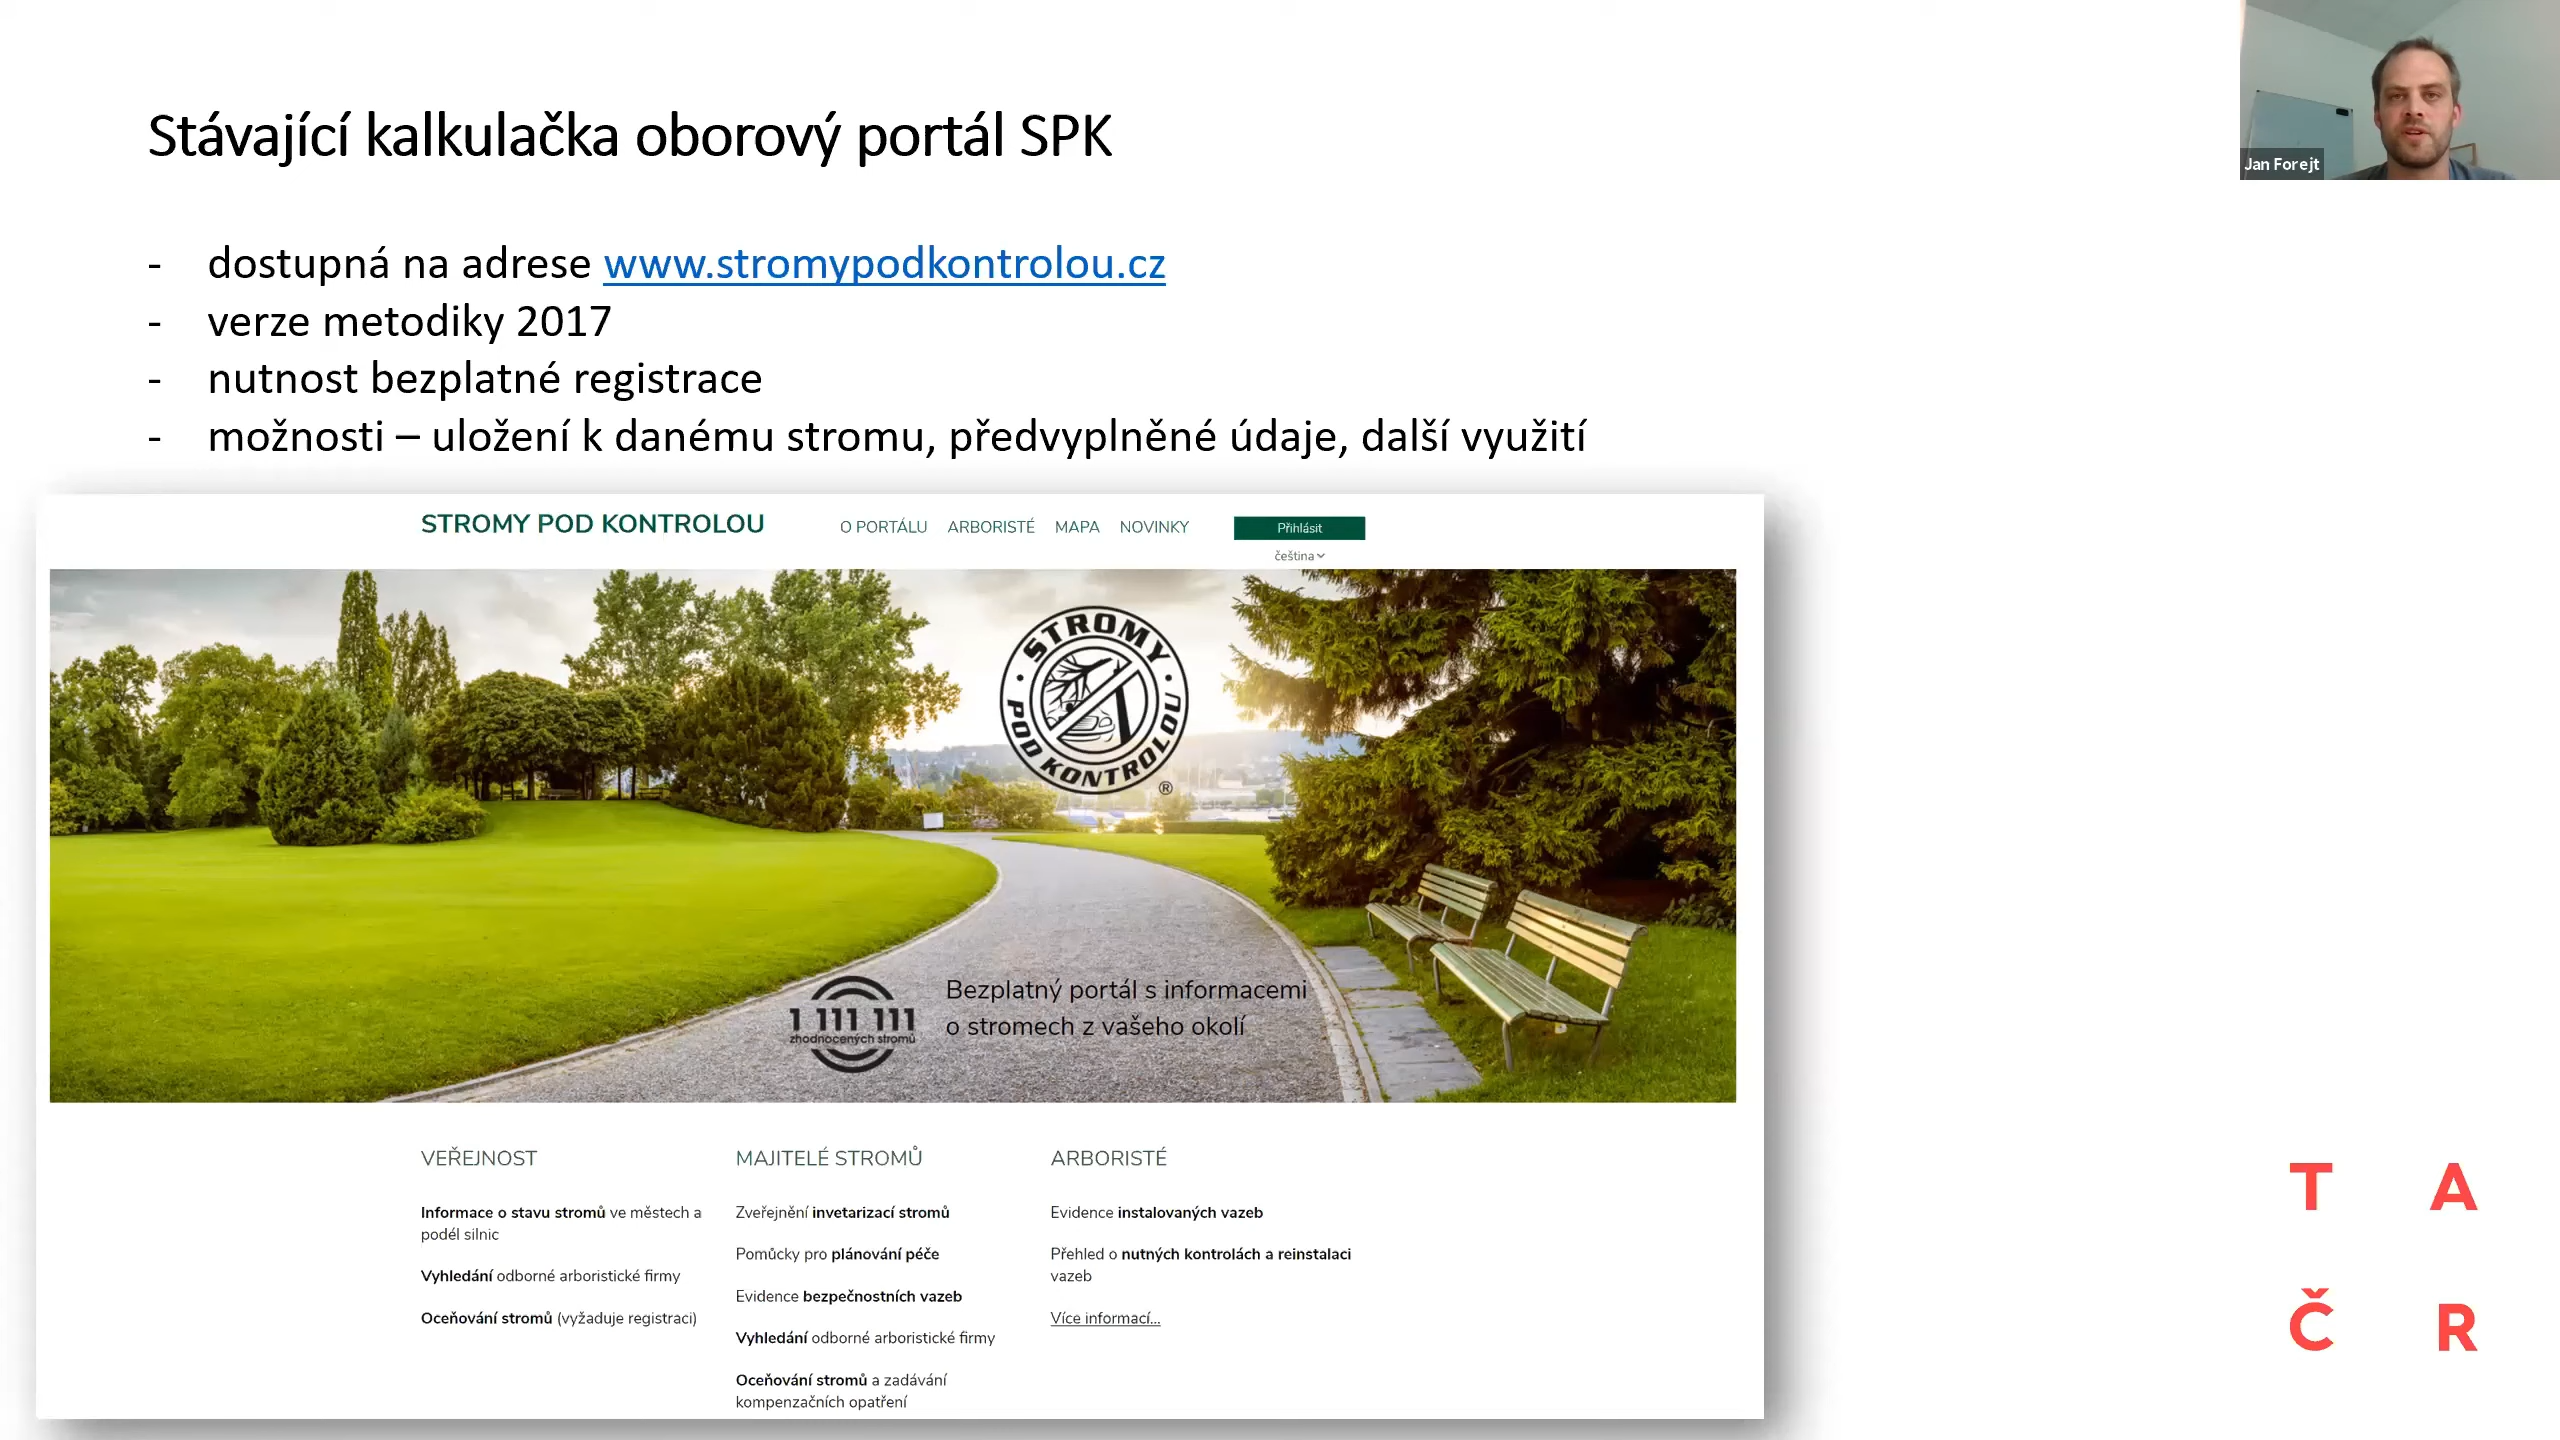 Stávající kalkulačka oborový portál SPK
Jan Forejt
- dostupná na adrese www.stromypodkontrolou.cz
- verze metodiky 2017
- nutnost bezplatné registrace
- možnosti – uložení k danému stromu, předvyplněné údaje, další využití
STROMY POD KONTROLOU
O PORTÁLU ARBORISTÉ MAPA NOVINKY Přihlásit
čeština
STROMY POD KONTROLOU ®
1 111 111
zhodnocených stromů
Bezplatný portál s informacemi
o stromech z vašeho okolí
VEŘEJNOST
Informace o stavu stromů ve městech a
podél silnic
Vyhledání odborné arboristické firmy
Oceňování stromů (vyžaduje registraci)
MAJITELÉ STROMŮ
Zveřejnění invetarizací stromů
Pomůcky pro plánování péče
Evidence bezpečnostních vazeb
Vyhledání odborné arboristické firmy
Oceňování stromů a zadávání
kompenzačních opatření
ARBORISTÉ
Evidence instalovaných vazeb
Přehled o nutných kontrolách a reinstalaci
vazeb
Více informací...
T A
Č R